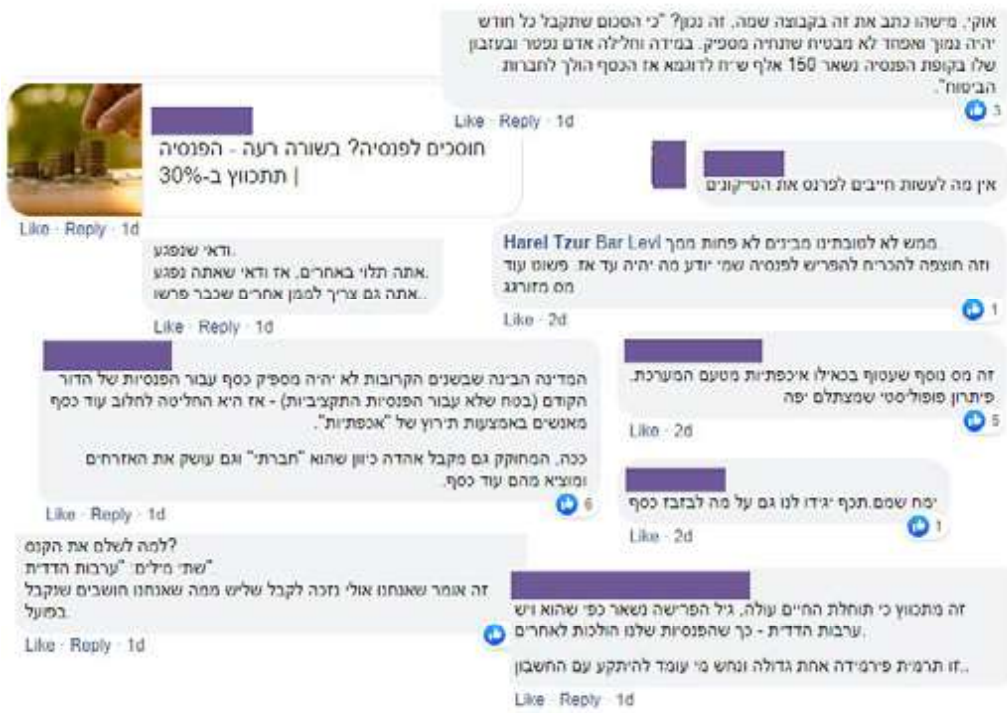 אוקי, מישהו כתב את זה בקבוצה שמה, זה נכון? "כי הסכום שתקבל כל חודש
יהיה נמוך ואפחד לא מבטיח שתחיה מספיק. במידה וחלילה אדם נפטר ובעזבון
שלו בקופת הפנסיה נשאר 150 אלף ש״ח לדוגמא אז הכסף הולך לחברות
הביטוח".
3
Like · Reply · 1d
חוסכים לפנסיה? בשורה רעה - הפנסיה
תתכווץ ב-30% |
Like · Reply · 1d
אין מה לעשות חייבים לפרנס את הטייקונים
ודאי שנפגע.
אתה תלוי באחרים, אז ודאי שאתה נפגע.
אתה גם צריך לממן אחרים שכבר פרשו..
Like · Reply · 1d
Harel Tzur Bar Levi ממש לא לטובתינו מבינים לא פחות ממך.
וזה חוצפה להכריח להפריש לפנסיה שמי יודע מה יהיה עד אז. פשוט עוד
מס מזורגג
1
Like · 2d
המדינה הבינה שבשנים הקרובות לא יהיה מספיק כסף עבור הפנסיות של הדור
הקודם (בטח שלא עבור הפנסיות התקציביות) - אז היא החליטה לחלוב עוד כסף
מאנשים באמצעות תירוץ של "אכפתיות".
ככה, המחוקק גם מקבל אהדה כיוון שהוא "חברתי" וגם עושק את האזרחים
ומוציא מהם עוד כסף.
6
Like · Reply · 1d
זה מס נוסף שעטוף בכאילו איכפתיות מטעם המערכת.
פיתרון פופוליסטי שמצתלם יפה
5
Like · 2d
ימח שמם.תכף יגידו לנו גם על מה לבזבז כסף
1
Like · 2d
למה לשלם את הקנס?
שתי מילים: "ערבות הדדית"
זה אומר שאנחנו אולי נזכה לקבל שליש ממה שאנחנו חושבים שנקבל
בפועל.
Like · Reply · 1d
זה מתכווץ כי תוחלת החיים עולה, גיל הפרישה נשאר כפי שהוא ויש
ערבות הדדית - כך שהפנסיות שלנו הולכות לאחרים.
זו תרמית פירמידה אחת גדולה ונחש מי עומד להיתקע עם החשבון..
Like · Reply · 1d